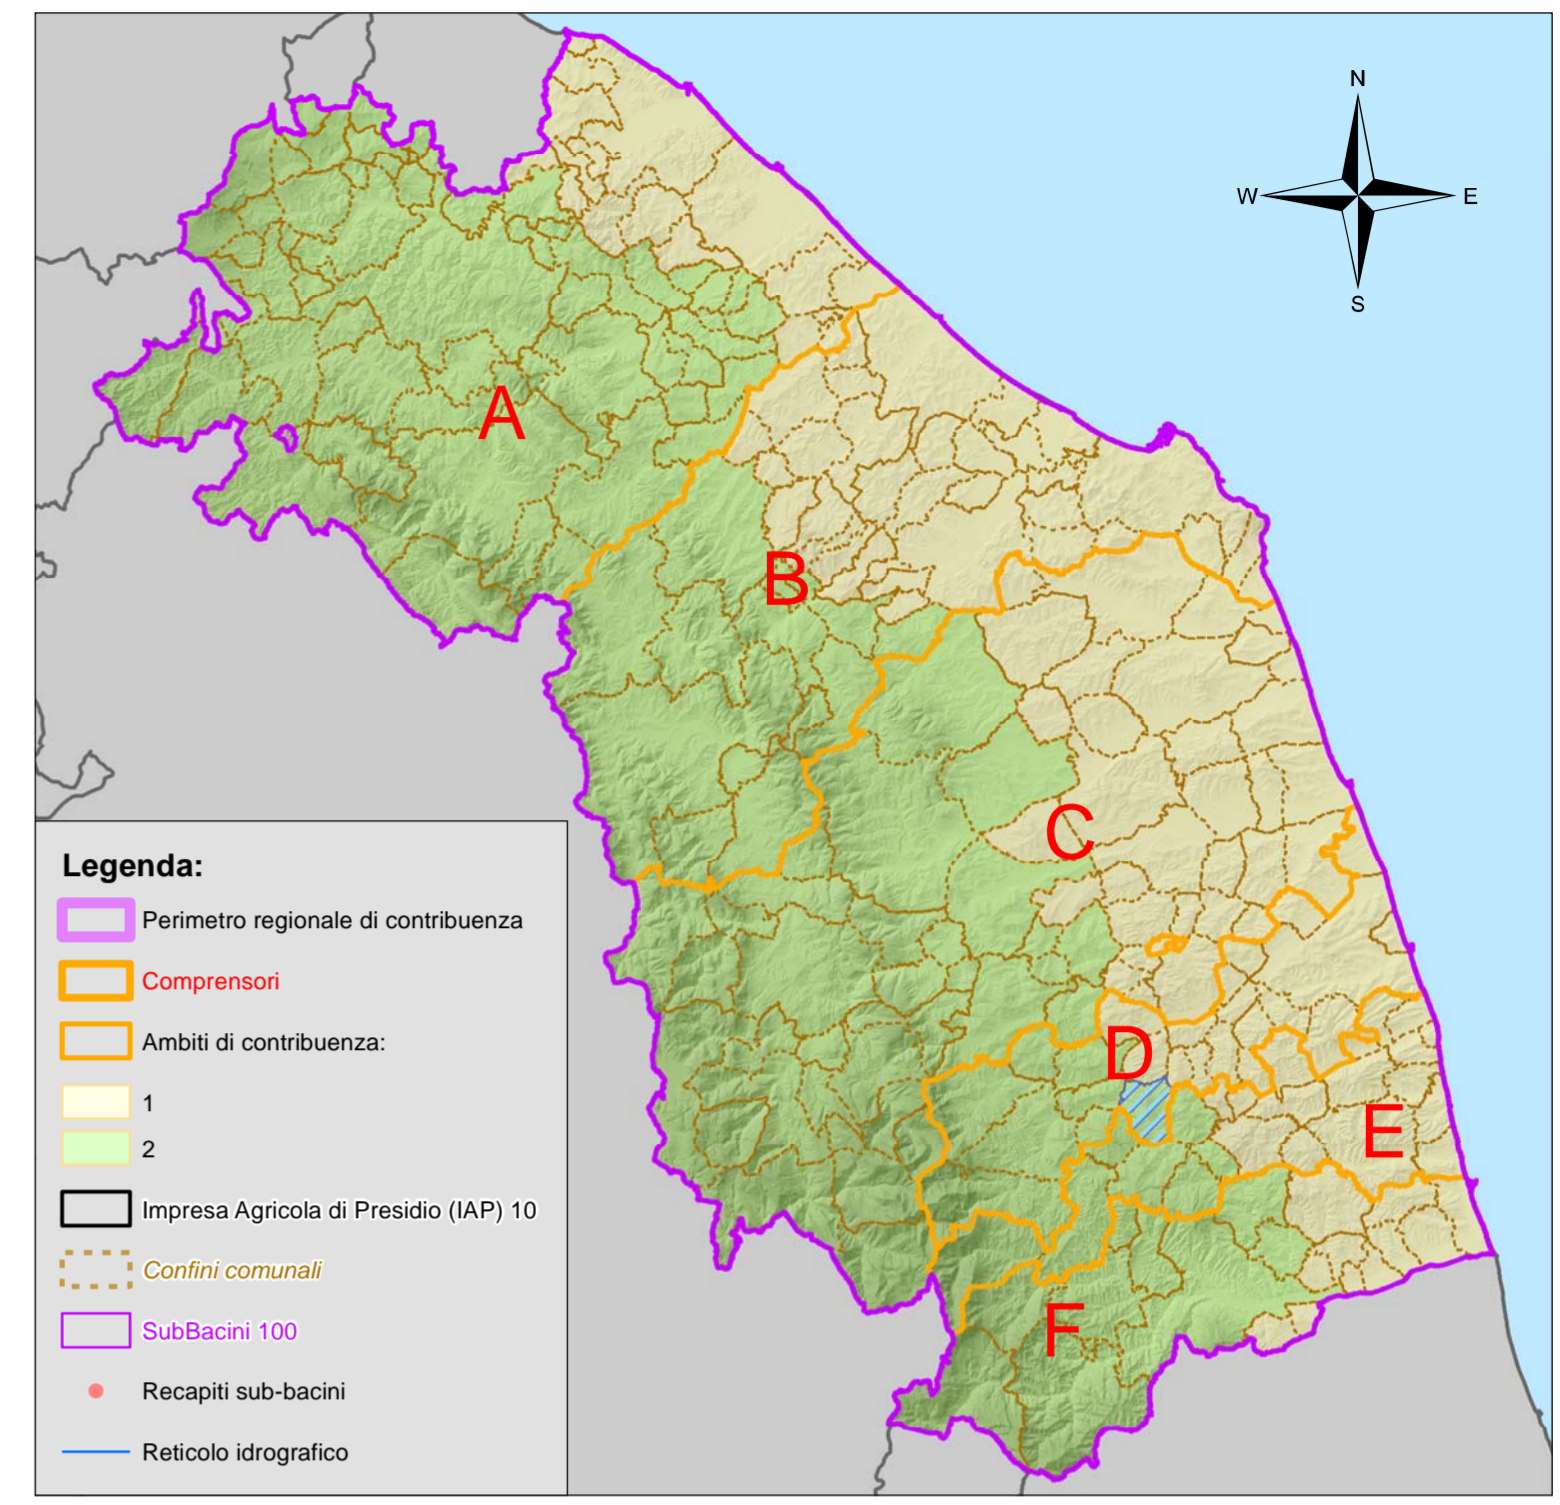 N
W
E
S
A
B
C
D
E
F
Legenda:
Perimetro regionale di contribuenza
Comprensori
Ambiti di contribuenza:
1
2
Impresa Agricola di Presidio (IAP) 10
Confini comunali
SubBacini 100
Recapiti sub-bacini
Reticolo idrografico